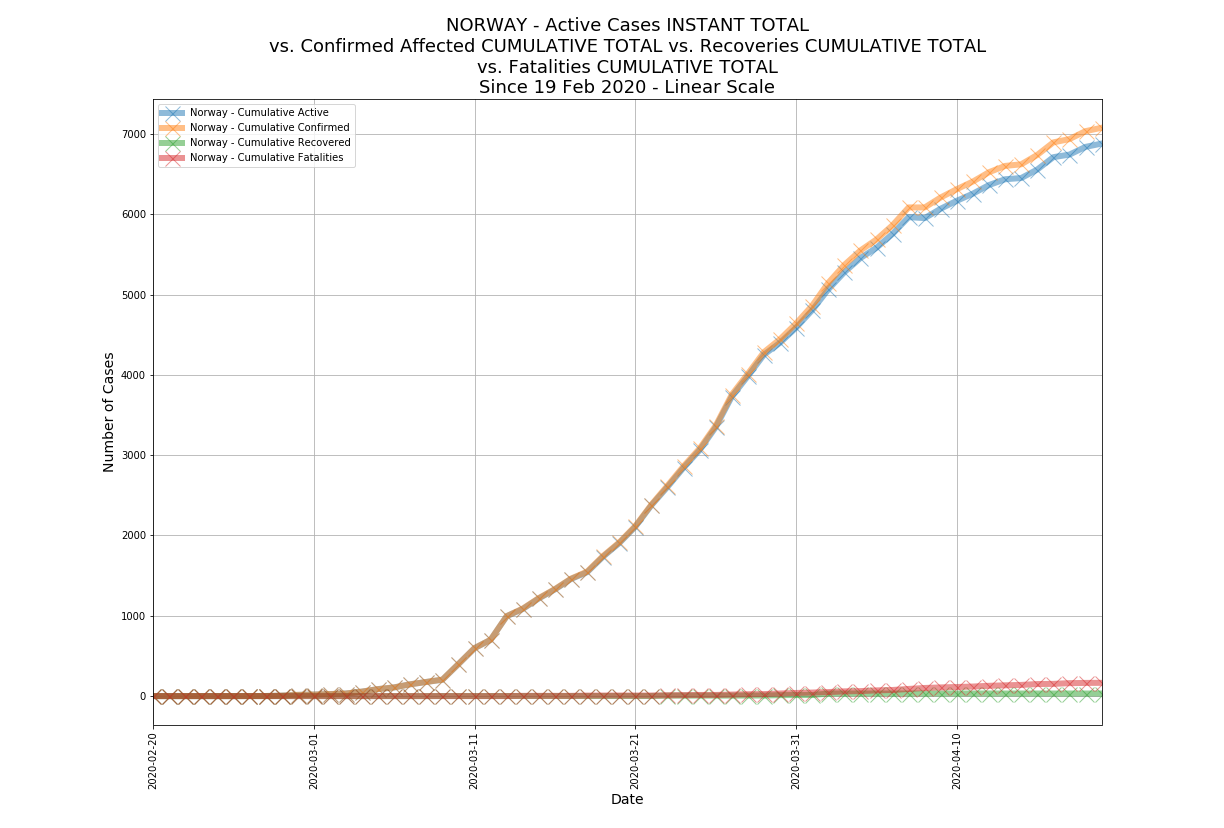 NORWAY - Active Cases INSTANT TOTAL
vs. Confirmed Affected CUMULATIVE TOTAL vs. Recoveries CUMULATIVE TOTAL
vs. Fatalities CUMULATIVE TOTAL
Since 19 Feb 2020 - Linear Scale
Norway - Cumulative Active
Norway - Cumulative Confirmed
Norway - Cumulative Recovered
Norway - Cumulative Fatalities
Number of Cases
7000
6000
5000
4000
3000
2000
1000
0
2020-02-20
2020-03-01
2020-03-11
2020-03-21
2020-03-31
2020-04-10
Date